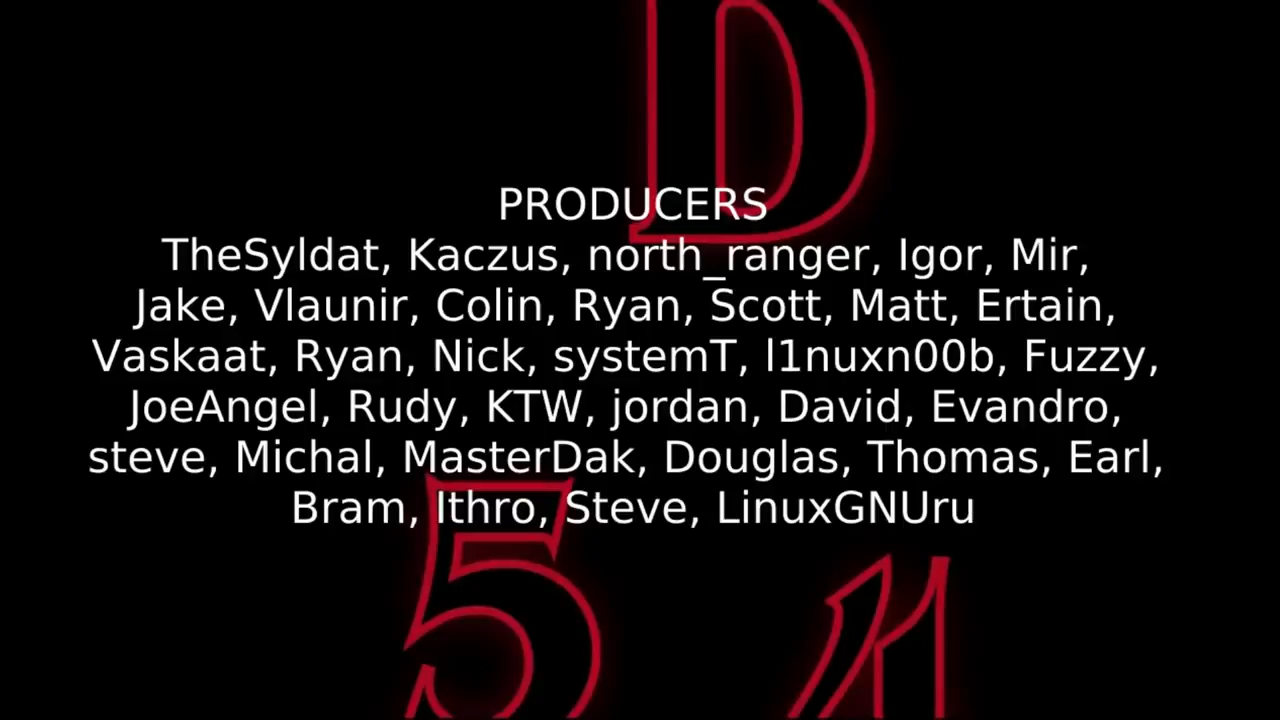 D
PRODUCERS
TheSyldat, Kaczus, north_ranger, Igor, Mir,
Jake, Vlaunir, Colin, Ryan, Scott, Matt, Ertain,
Vaskaat, Ryan, Nick, systemT, l1nuxn00b, Fuzzy,
JoeAngel, Rudy, KTW, jordan, David, Evandro,
steve, Michal, MasterDak, Douglas, Thomas, Earl,
Bram, Ithro, Steve, LinuxGNUru
5